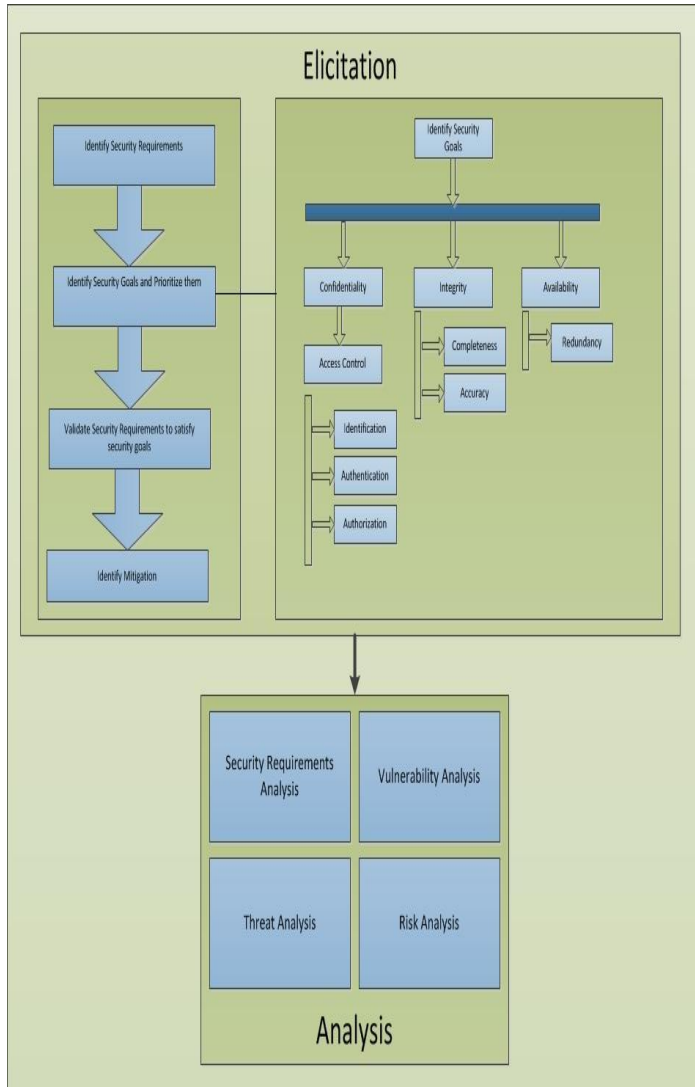 Elicitation
Identify Security Requirements
Identify Security Goals and Prioritize them
Validate Security Requirements to satisfy
security goals
Identify Mitigation
Identify Security
Goals
Confidentiality
Integrity
Availability
Access Control
Completeness
Accuracy
Redundancy
Identification
Authentication
Authorization
Security Requirements
Analysis
Vulnerability Analysis
Threat Analysis
Risk Analysis
Analysis